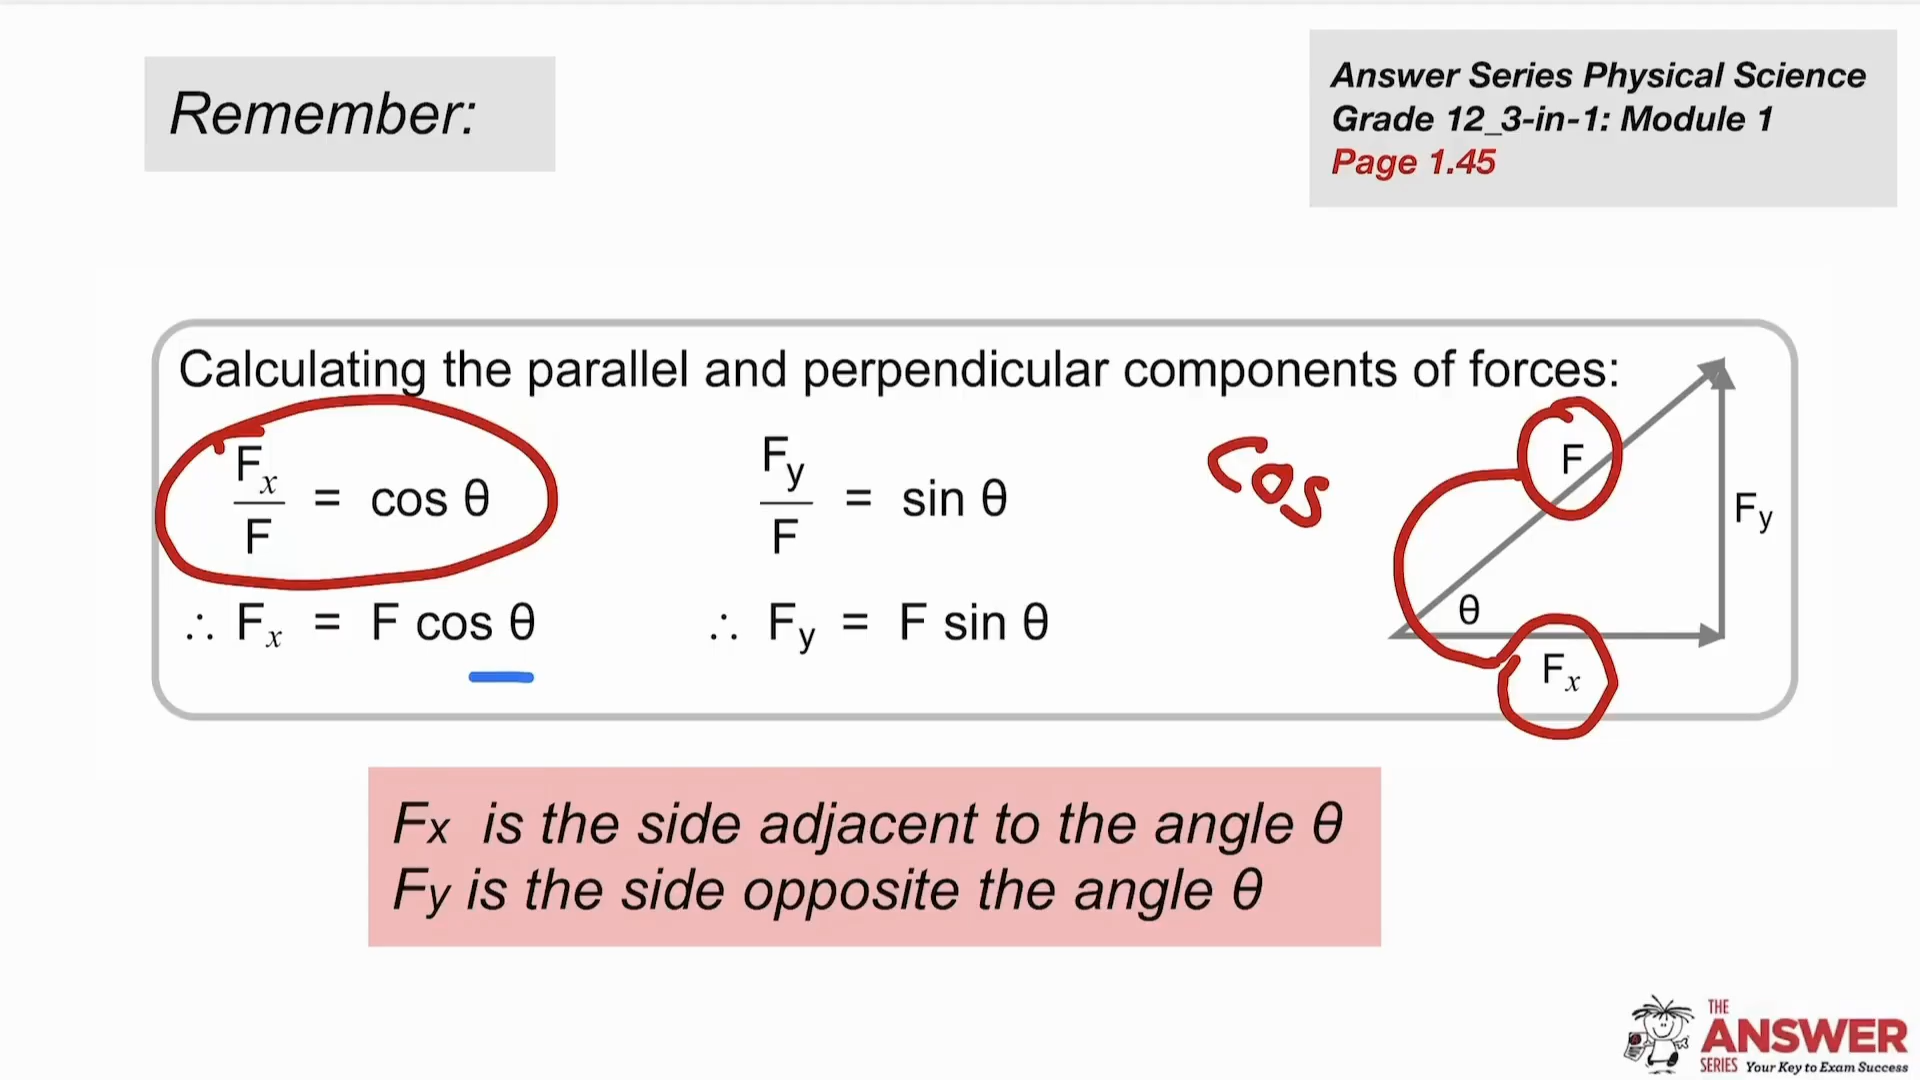 Remember:
Answer Series Physical Science
Grade 12_3-in-1: Module 1
Page 1.45
Calculating the parallel and perpendicular components of forces:
Fx/F = cos θ
Fy/F = sin θ
∴ Fx = F cos θ
∴ Fy = F sin θ
cos
F
Fy
θ
Fx
Fx is the side adjacent to the angle θ
Fy is the side opposite the angle θ
THE
ANSWER
SERIES Your Key to Exam Success